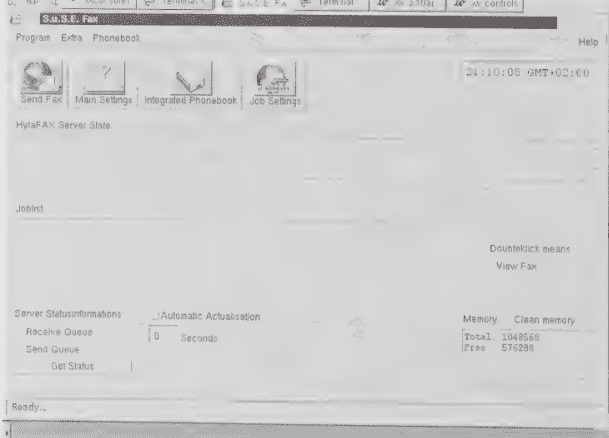 S.u.S.E. Fax
Program Extra Phonebook Help
Send Fax Main Settings Integrated Phonebook Job Settings
21:10:08 GMT+02:00
HylaFAX Server State:
Joblist
Doubleklick means
View Fax
Server Statusinformations:
Automatic Actualisation
Memory: Clean memory
Receive Queue
0 Seconds
Total 1048568
Free 576288
Send Queue
Get Status
Ready...